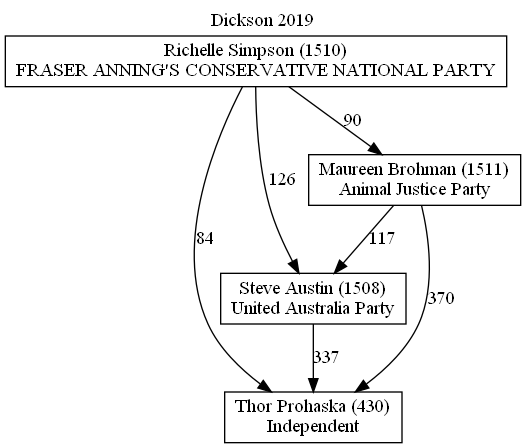 Dickson 2019
Richelle Simpson (1510)
FRASER ANNING'S CONSERVATIVE NATIONAL PARTY
90
Maureen Brohman (1511)
Animal Justice Party
126
84
117
Steve Austin (1508)
United Australia Party
370
337
Thor Prohaska (430)
Independent